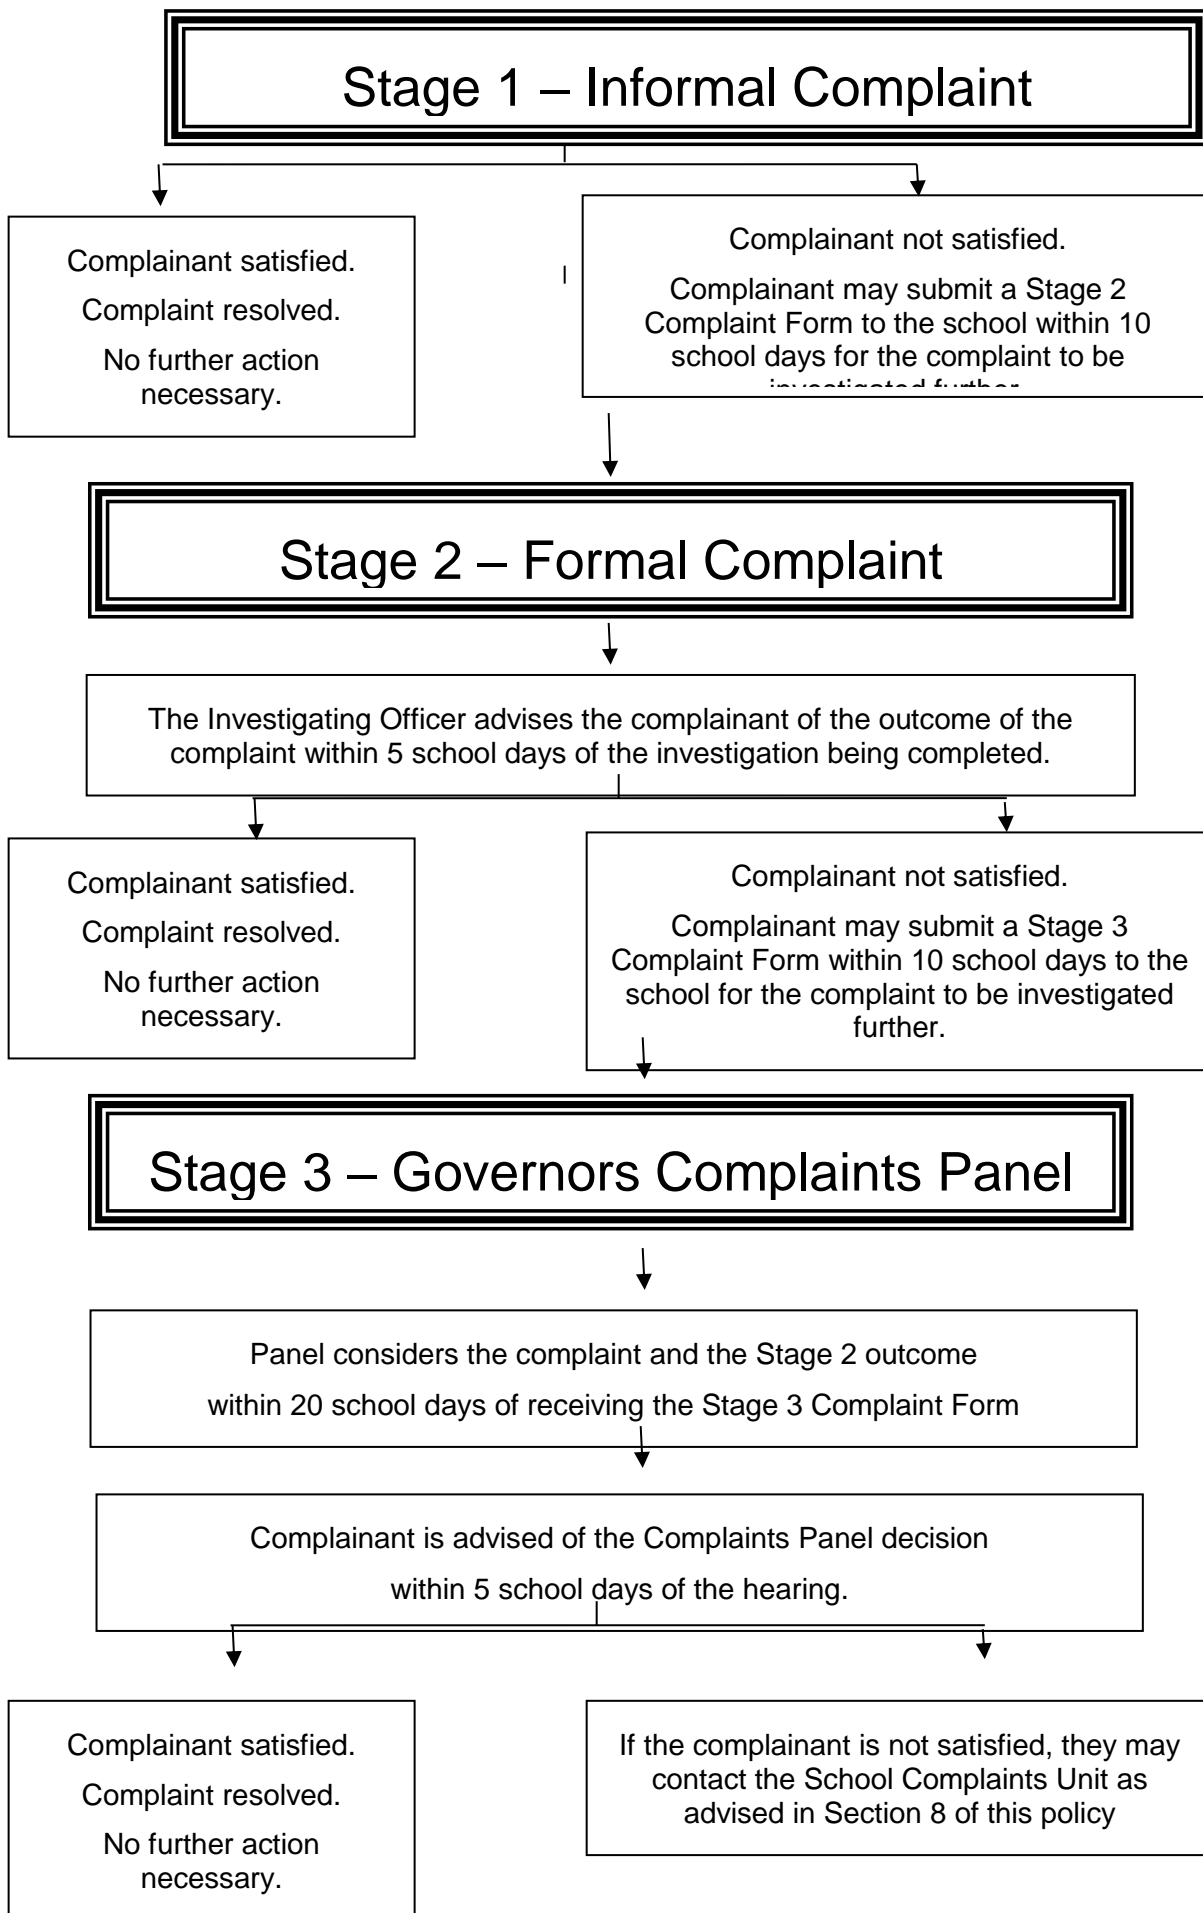 Stage 1 – Informal Complaint
Complainant satisfied.
Complaint resolved.
No further action
necessary.
Complainant not satisfied.
Complainant may submit a Stage 2
Complaint Form to the school within 10
school days for the complaint to be
investigated further
Stage 2 – Formal Complaint
The Investigating Officer advises the complainant of the outcome of the
complaint within 5 school days of the investigation being completed.
Complainant satisfied.
Complaint resolved.
No further action
necessary.
Complainant not satisfied.
Complainant may submit a Stage 3
Complaint Form within 10 school days to the
school for the complaint to be investigated
further.
Stage 3 – Governors Complaints Panel
Panel considers the complaint and the Stage 2 outcome
within 20 school days of receiving the Stage 3 Complaint Form
Complainant is advised of the Complaints Panel decision
within 5 school days of the hearing.
Complainant satisfied.
Complaint resolved.
No further action
necessary.
If the complainant is not satisfied, they may
contact the School Complaints Unit as
advised in Section 8 of this policy